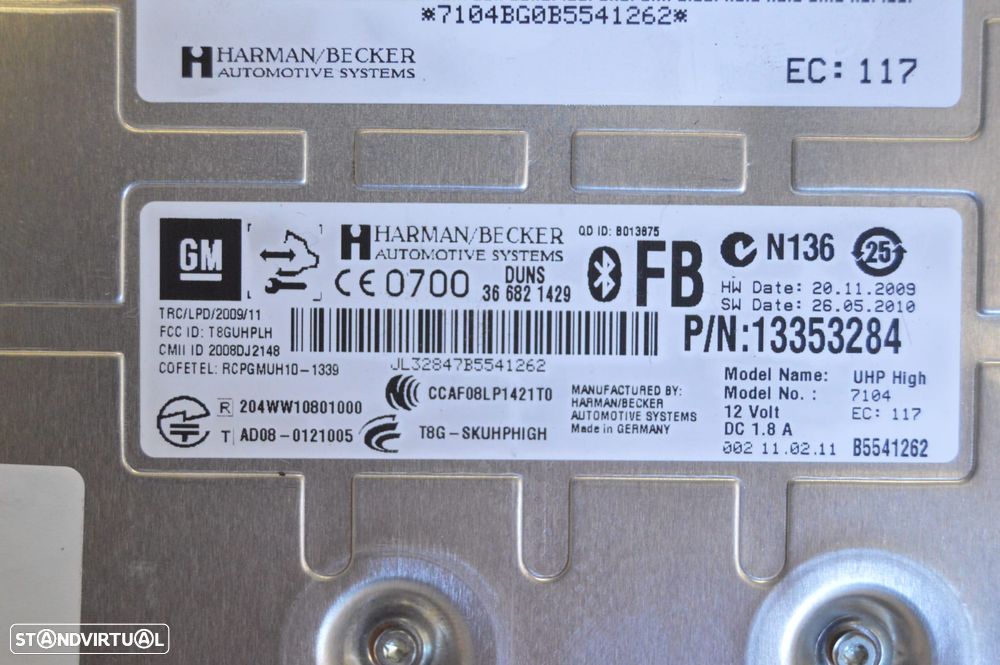 *7104BG0B5541262*
HARMAN/BECKER
AUTOMOTIVE SYSTEMS
EC: 117
GM
HARMAN/BECKER
AUTOMOTIVE SYSTEMS
QD ID: B013875
CE 0700
DUNS
36 682 1429
FB
N136
25
HW Date: 20.11.2009
SW Date: 26.05.2010
TRC/LPD/2009/11
FCC ID: T8GUHPLH
CMII ID 2008DJ2148
COFETEL: RCPGMUH10-1339
JL32847B5541262
P/N:13353284
R 204WW10801000
T AD08-0121005
CCAF08LP1421T0
T8G-SKUHPHIGH
MANUFACTURED BY:
HARMAN/BECKER
AUTOMOTIVE SYSTEMS
Made in GERMANY
Model Name: UHP High
Model No.: 7104
12 Volt EC: 117
DC 1.8 A
002 11.02.11 B5541262
STANDVIRTUAL